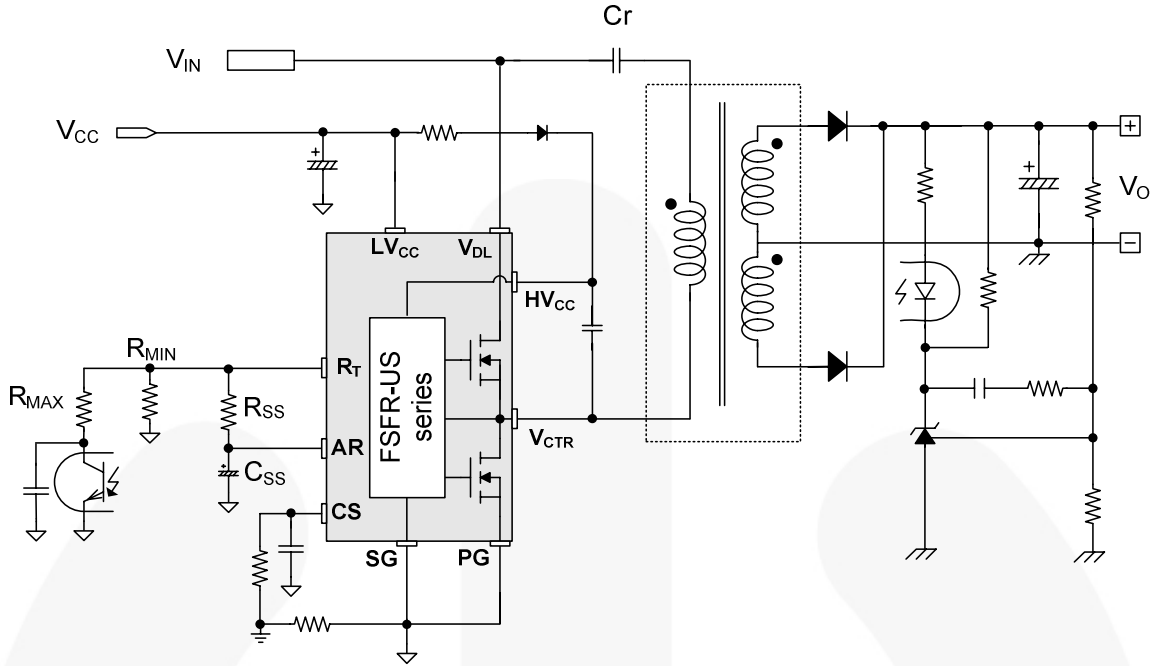 Cr
VIN
VCC
+
+
+
VO
−
LVCC
VDL
HVCC
RMIN
RT
RMAX
RSS
FSFR-US
series
VCTR
AR
+
CSS
CS
SG
PG